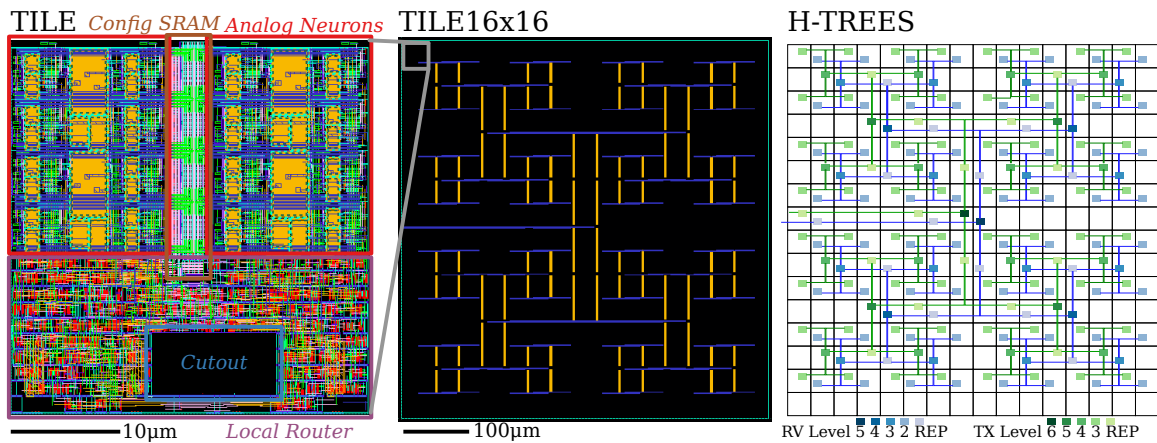 TILE
Config SRAM
Analog Neurons
TILE16x16
H-TREES
Cutout
10μm
Local Router
100μm
RV Level 5 4 3 2 REP
TX Level 6 5 4 3 REP